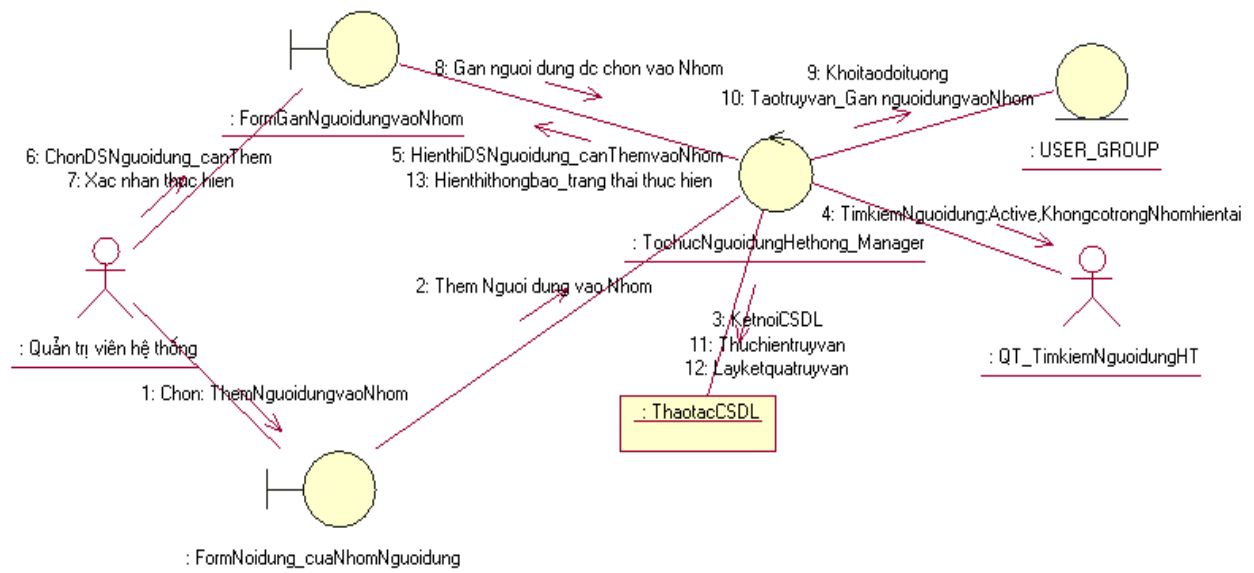 8: Gan nguoi dung dc chon vao Nhom
9: Khoitaodoituong
10: Taotruyvan_Gan nguoidungvaoNhom
: FormGanNguoidungvaoNhom
6: ChonDSNguoidung_canThem
7: Xac nhan thuc hien
5: HienthiDSNguoidung_canThemvaoNhom
13: Hienthithongbao_trang thai thuc hien
: USER_GROUP
4: TimkiemNguoidung:Active,KhongcotrongNhomhientai
: TochucNguoidungHethong_Manager
2: Them Nguoi dung vao Nhom
: Quản trị viên hệ thống
3: KetnoiCSDL
11: Thuchientruyvan
12: Layketquatruyvan
: QT_TimkiemNguoidungHT
1: Chon: ThemNguoidungvaoNhom
: ThaotacCSDL
: FormNoidung_cuaNhomNguoidung